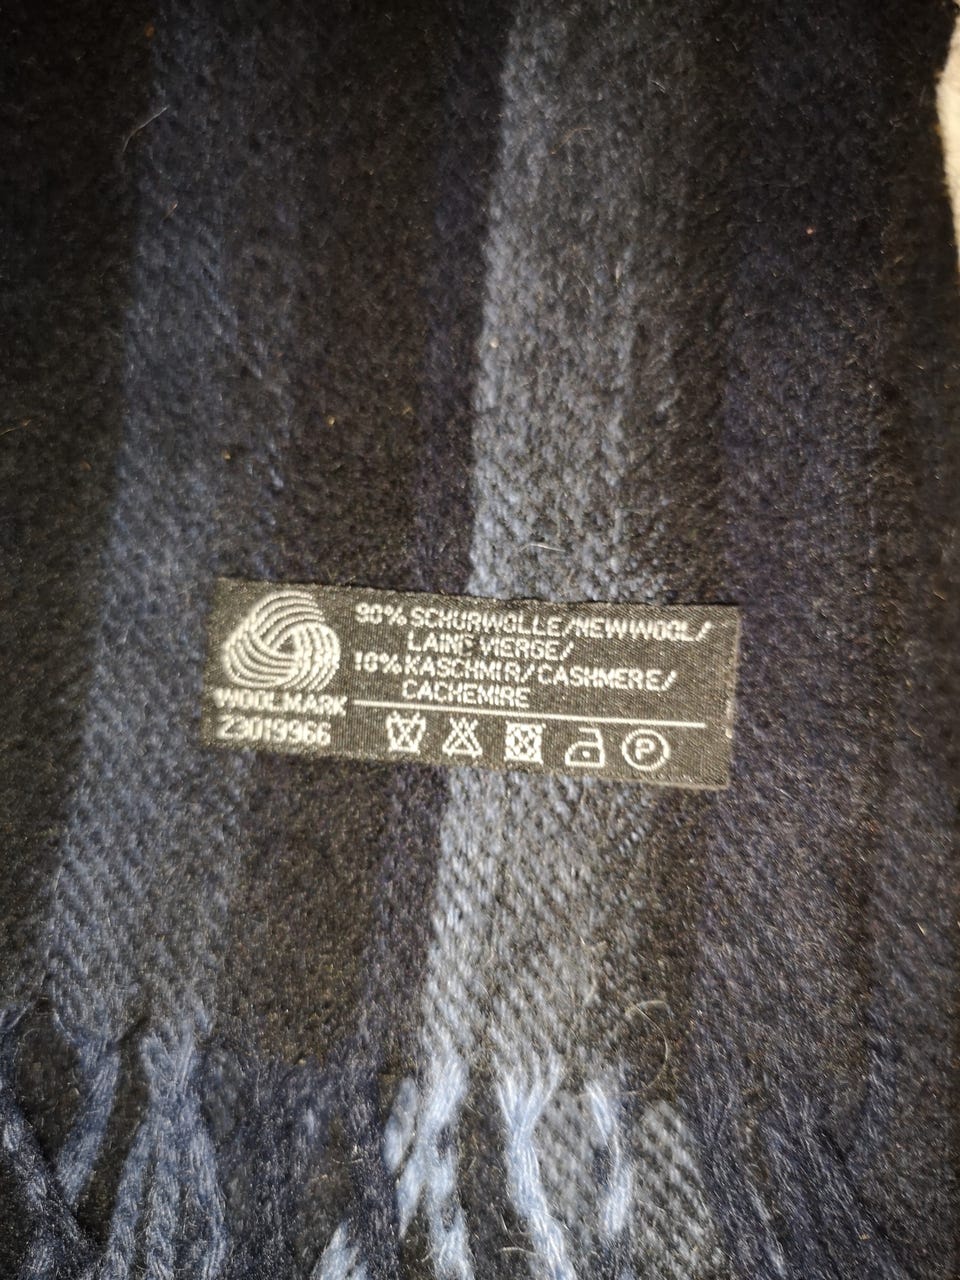 90% SCHURWOLLE/NEW WOOL/
LAINE VIERGE/
10% KASCHMIR/CASHMERE/
CACHEMIRE
WOOLMARK
Z3019966
P